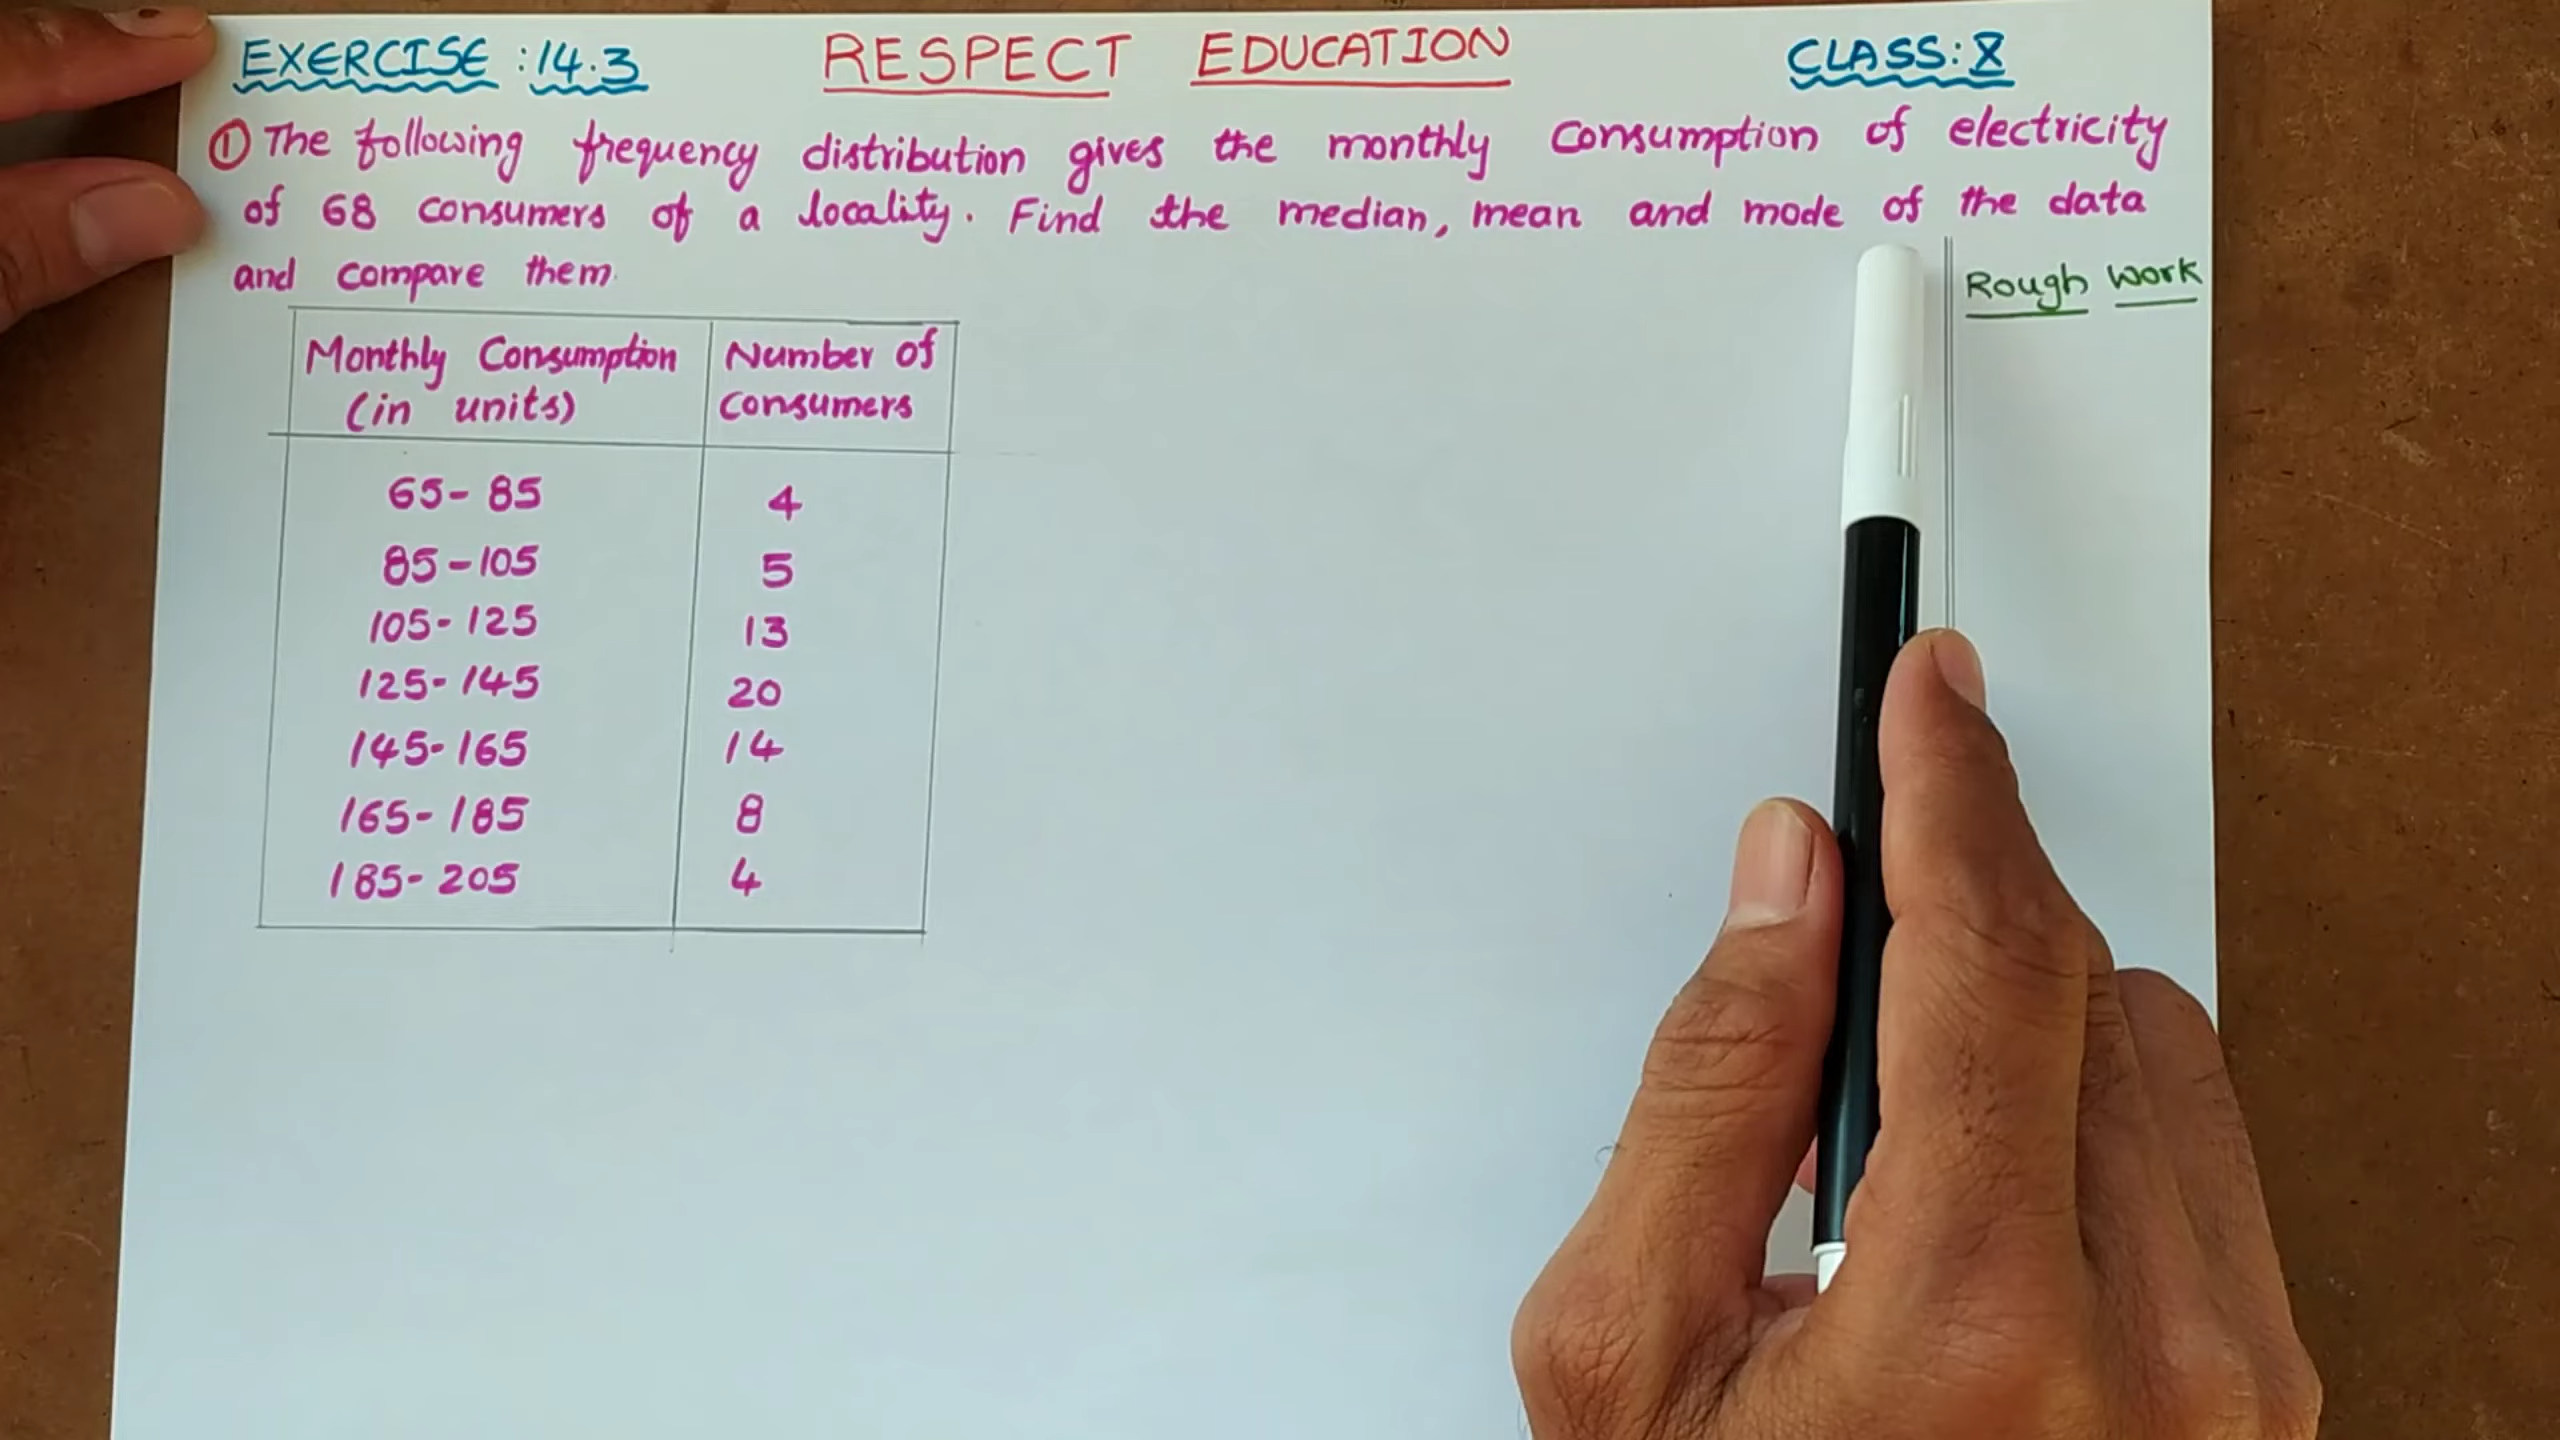 EXERCISE :14.3 RESPECT EDUCATION CLASS: X
① The following frequency distribution gives the monthly consumption of electricity
of 68 consumers of a locality. Find the median, mean and mode of the data
and compare them.
Rough Work
Monthly Consumption Number of
(in units) consumers
65-85 4
85-105 5
105-125 13
125-145 20
145-165 14
165-185 8
185-205 4